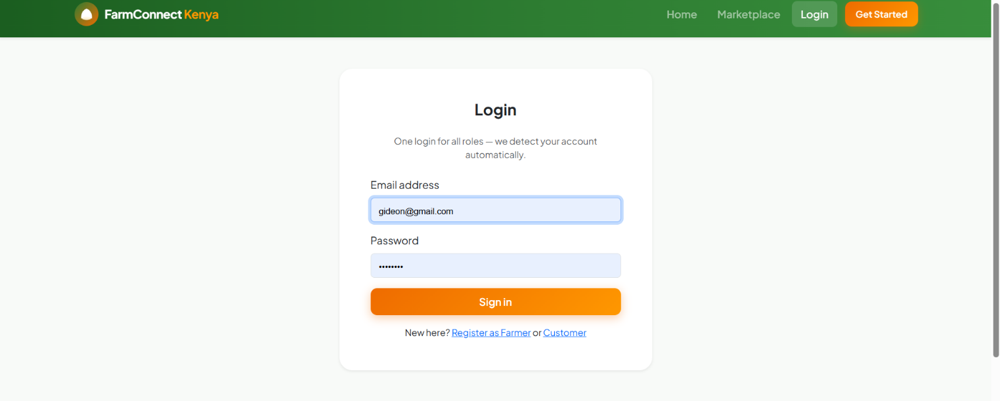 FarmConnect Kenya
Home
Marketplace
Login
Get Started
Login
One login for all roles — we detect your account
automatically.
Email address
gideon@gmail.com
Password
••••••••
Sign in
New here? Register as Farmer or Customer